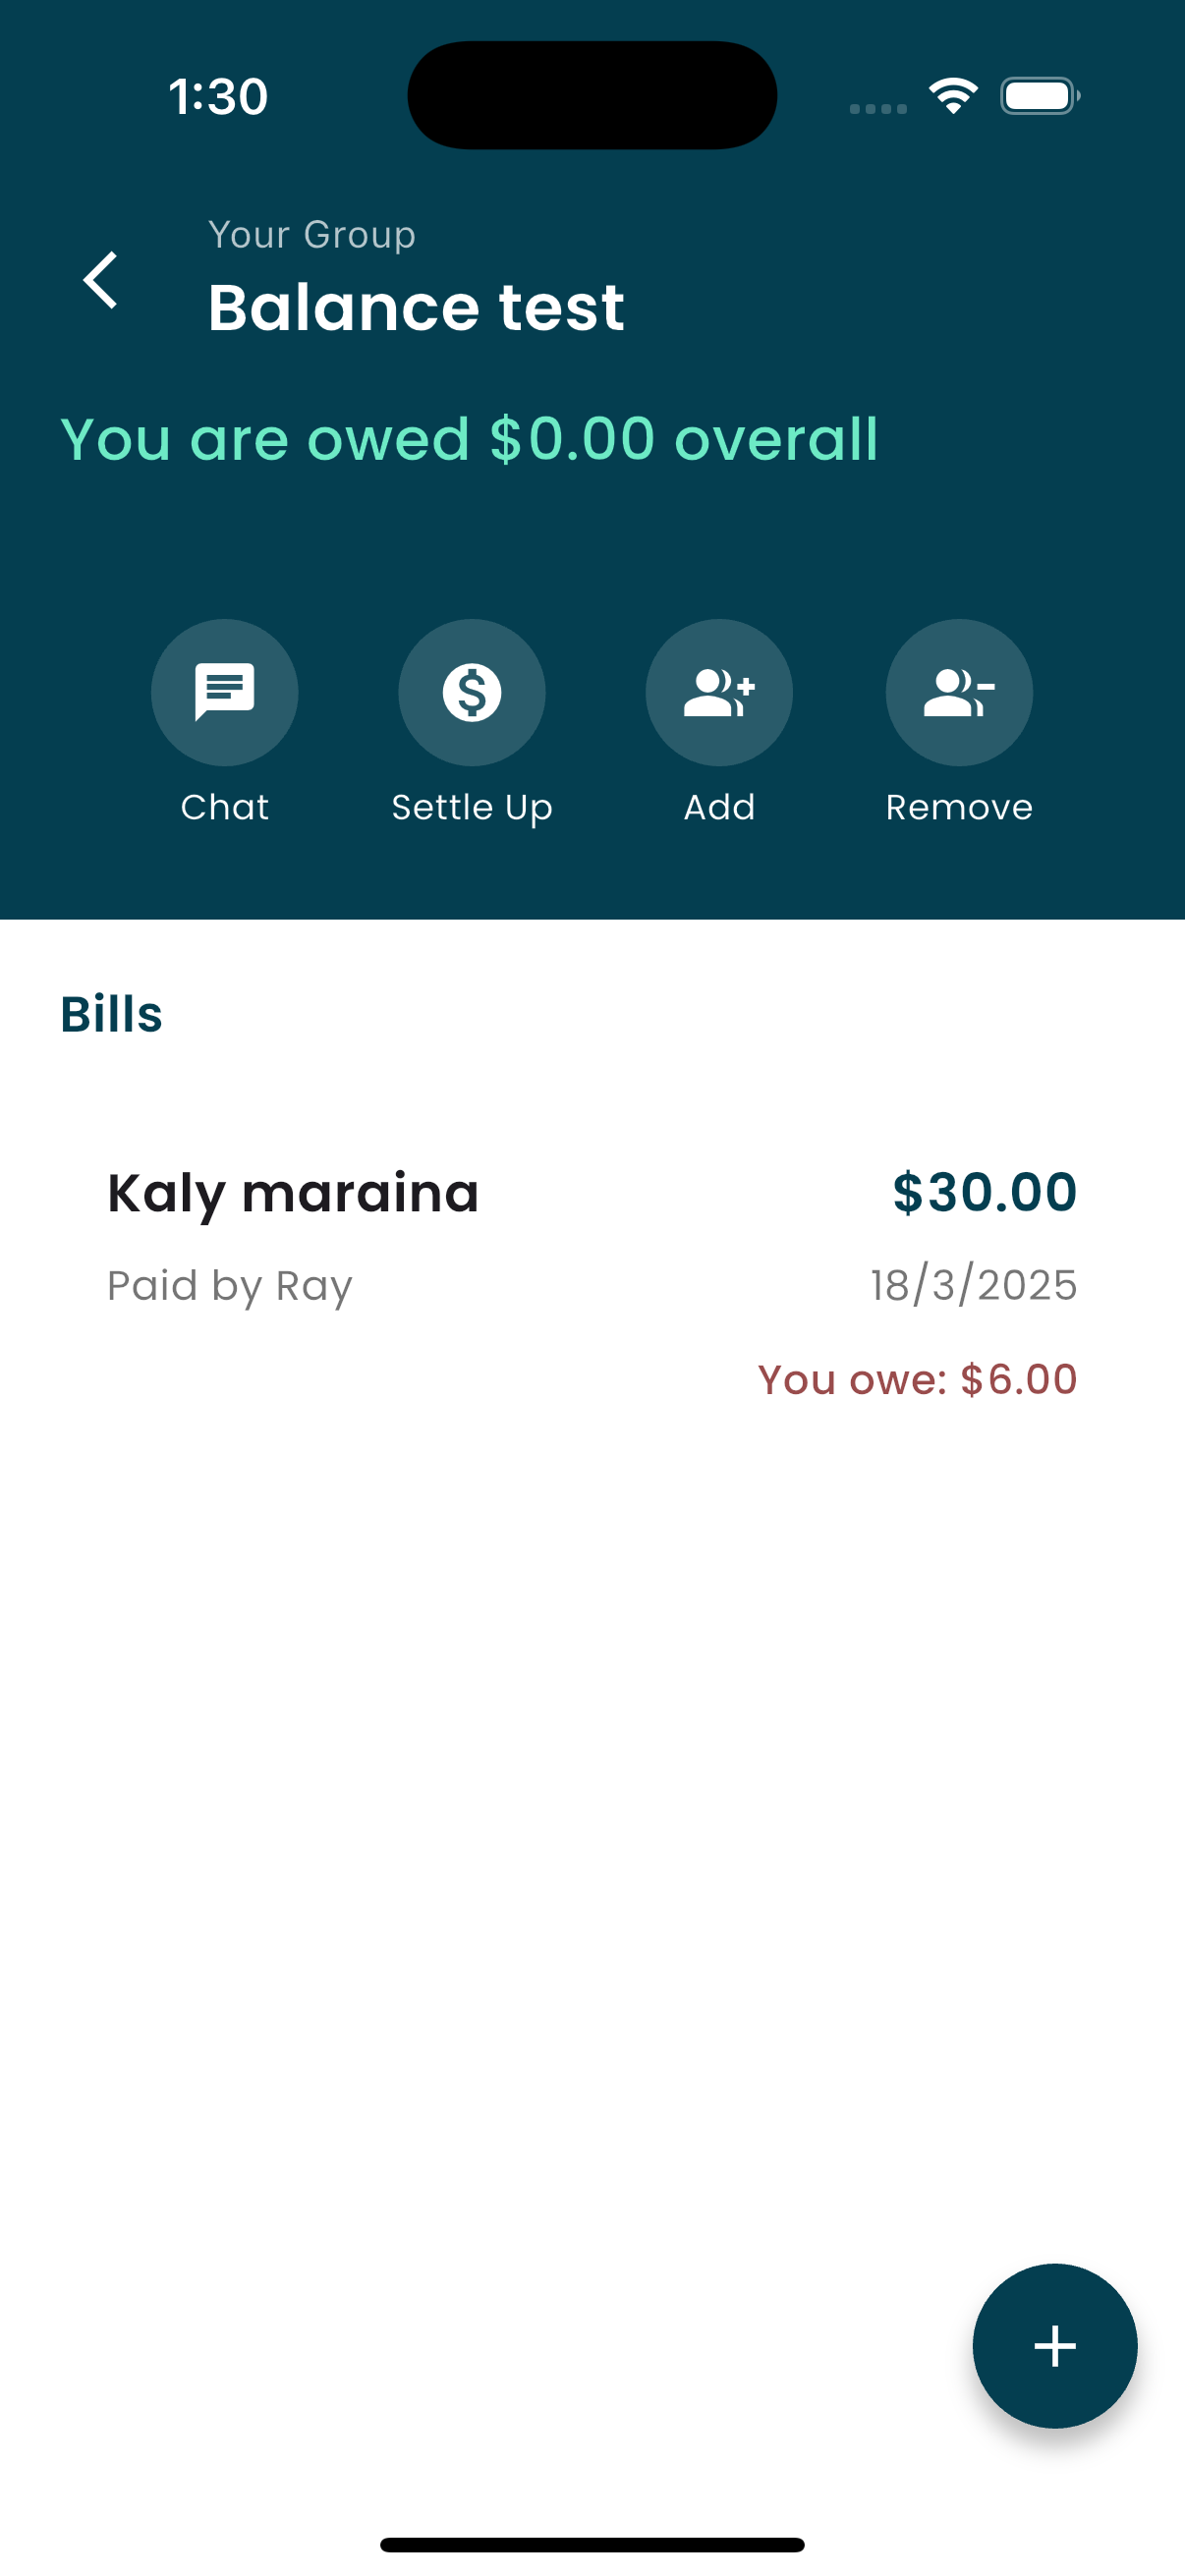 1:30
Your Group
Balance test
You are owed $0.00 overall
Chat
Settle Up
Add
Remove
Bills
Kaly maraina
$30.00
Paid by Ray
18/3/2025
You owe: $6.00